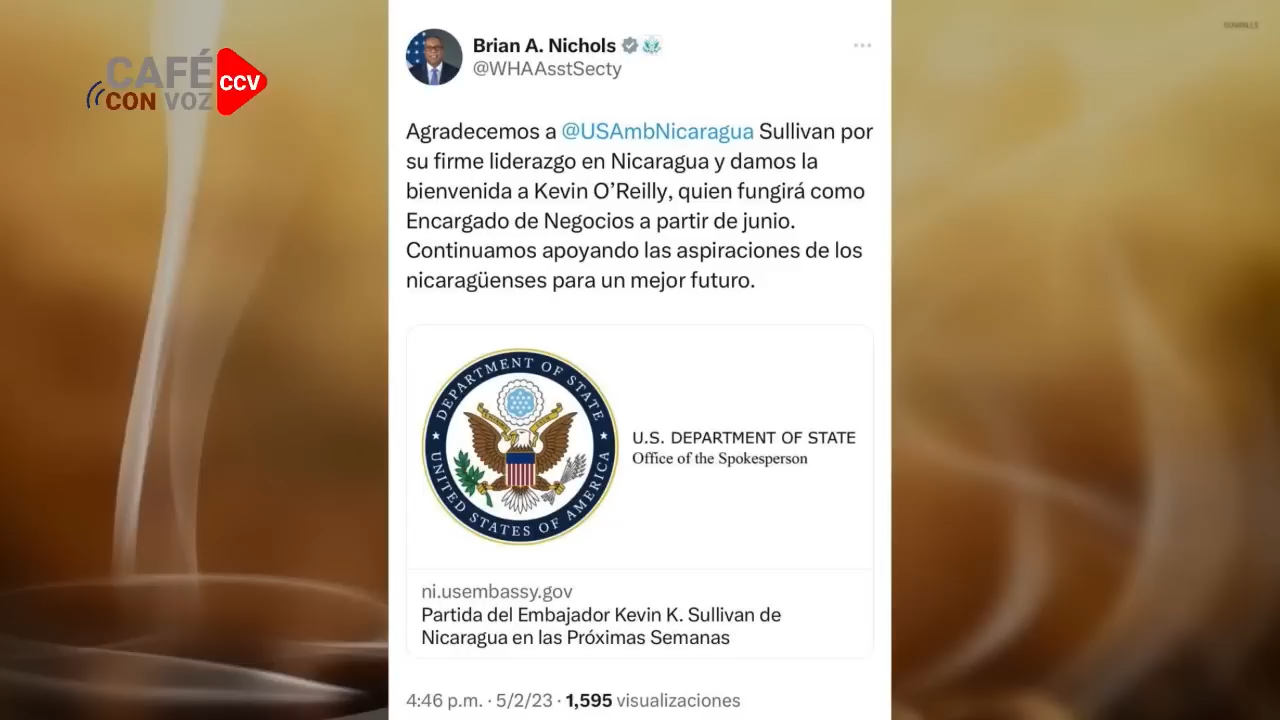 CAFÉ
CON VOZ
CCV
Brian A. Nichols
@WHAAsstSecty
Agradecemos a @USAmbNicaragua Sullivan por
su firme liderazgo en Nicaragua y damos la
bienvenida a Kevin O’Reilly, quien fungirá como
Encargado de Negocios a partir de junio.
Continuamos apoyando las aspiraciones de los
nicaragüenses para un mejor futuro.
DEPARTMENT OF STATE
UNITED STATES OF AMERICA
U.S. DEPARTMENT OF STATE
Office of the Spokesperson
ni.usembassy.gov
Partida del Embajador Kevin K. Sullivan de
Nicaragua en las Próximas Semanas
4:46 p.m. · 5/2/23 · 1,595 visualizaciones